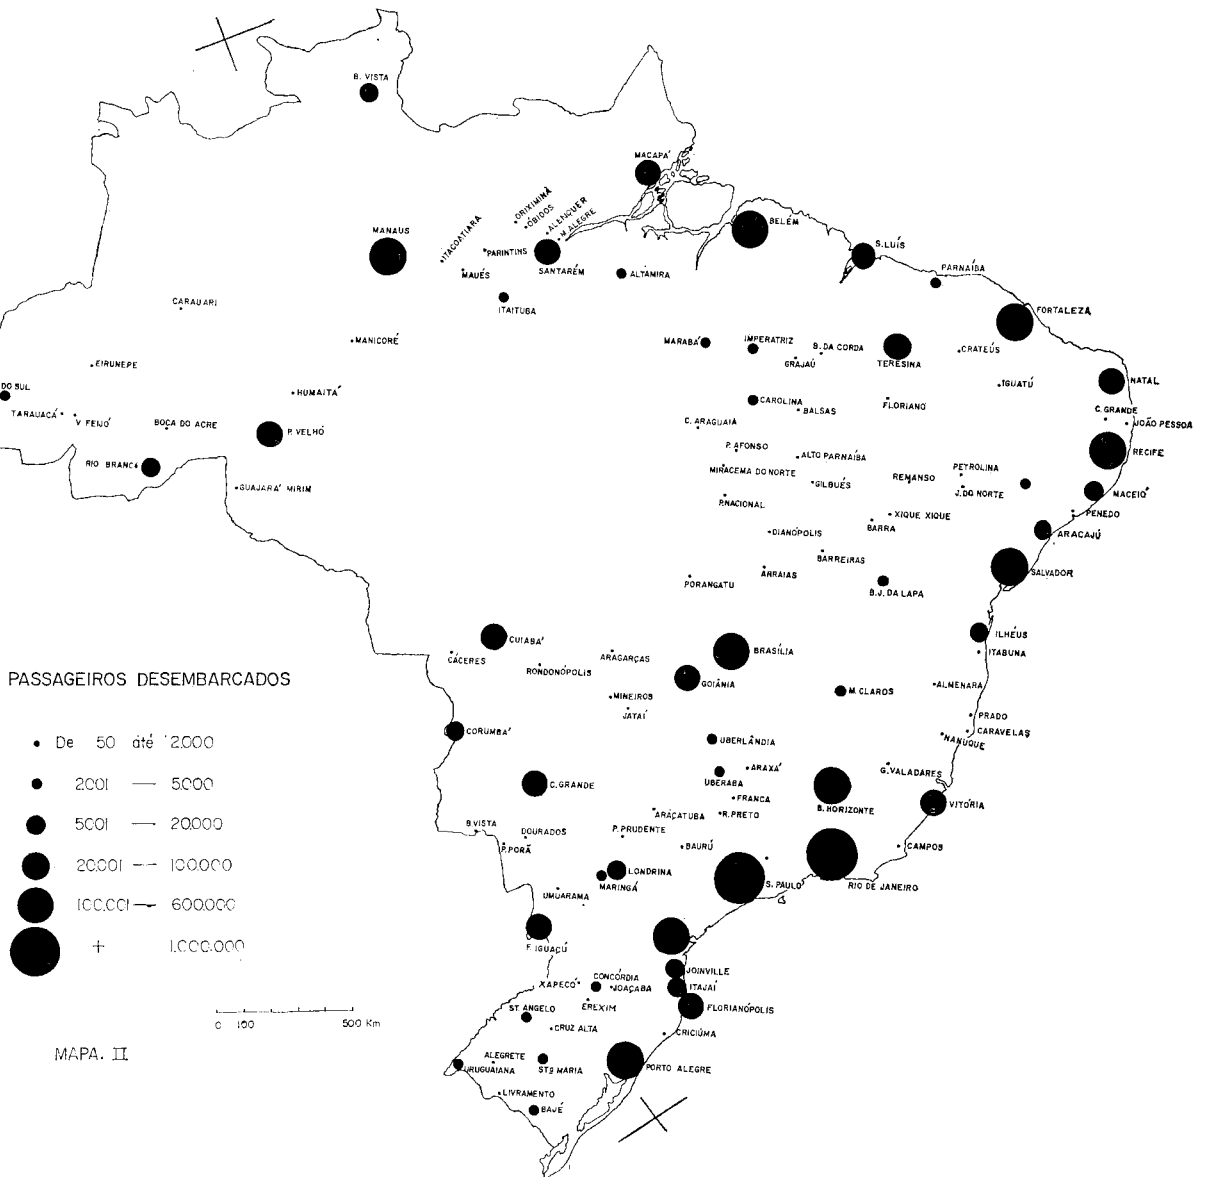 B. VISTA
MACAPÁ
ORIXIMINÁ
ÓBIDOS
ALENQUER
M. ALEGRE
ITACOATIARA
MANAUS
PARINTINS
BELÉM
S. LUÍS
MAUÉS
SANTARÉM
ALTAMIRA
PARNAÍBA
CARAUARI
ITAITUBA
FORTALEZA
MANICORÉ
MARABÁ
IMPERATRIZ
B. DA CORDA
CRATEÚS
EIRUNEPE
GRAJAÚ
TERESINA
DO SUL
HUMAITÁ
IGUATÚ
NATAL
CAROLINA
BALSAS
FLORIANO
TARAUACÁ
V. FEIJÓ
BOCA DO ACRE
P. VELHO
C. ARAGUAIA
C. GRANDE
JOÃO PESSOA
P. AFONSO
ALTO PARNAÍBA
RECIFE
RIO BRANCO
MIRACEMA DO NORTE
REMANSO
PETROLINA
GUAJARÁ MIRIM
GILBUÉS
J. DO NORTE
MACEIÓ
P. NACIONAL
XIQUE XIQUE
PENEDO
DIANÓPOLIS
BARRA
ARACAJÚ
BARREIRAS
PORANGATU
ARRAIAS
SALVADOR
B. J. DA LAPA
CUIABÁ
ILHÉUS
CÁCERES
ARAGARÇAS
BRASÍLIA
ITABUNA
RONDONÓPOLIS
PASSAGEIROS DESEMBARCADOS
GOIÂNIA
MINEIROS
M. CLAROS
ALMENARA
JATAÍ
PRADO
CORUMBÁ
CARAVELAS
De 50 até 2.000
UBERLÂNDIA
NANUQUE
2001 — 5.000
C. GRANDE
UBERABA
ARAXÁ
G. VALADARES
FRANCA
B. HORIZONTE
VITÓRIA
5001 — 20.000
B. VISTA
DOURADOS
ARAÇATUBA
R. PRETO
P. PRUDENTE
P. PORÃ
BAURÚ
CAMPOS
20.001 — 100.000
LONDRINA
MARINGÁ
S. PAULO
RIO DE JANEIRO
100.001 — 600.000
UMUARAMA
+ 1.000.000
F. IGUAÇÚ
JOINVILLE
XAPECÓ
CONCÓRDIA
JOAÇABA
ITAJAÍ
ST. ANGELO
EREXIM
FLORIANÓPOLIS
0 100 500 Km
CRUZ ALTA
CRICIÚMA
MAPA. II
ALEGRETE
URUGUAIANA
STª MARIA
PORTO ALEGRE
LIVRAMENTO
BAJÉ